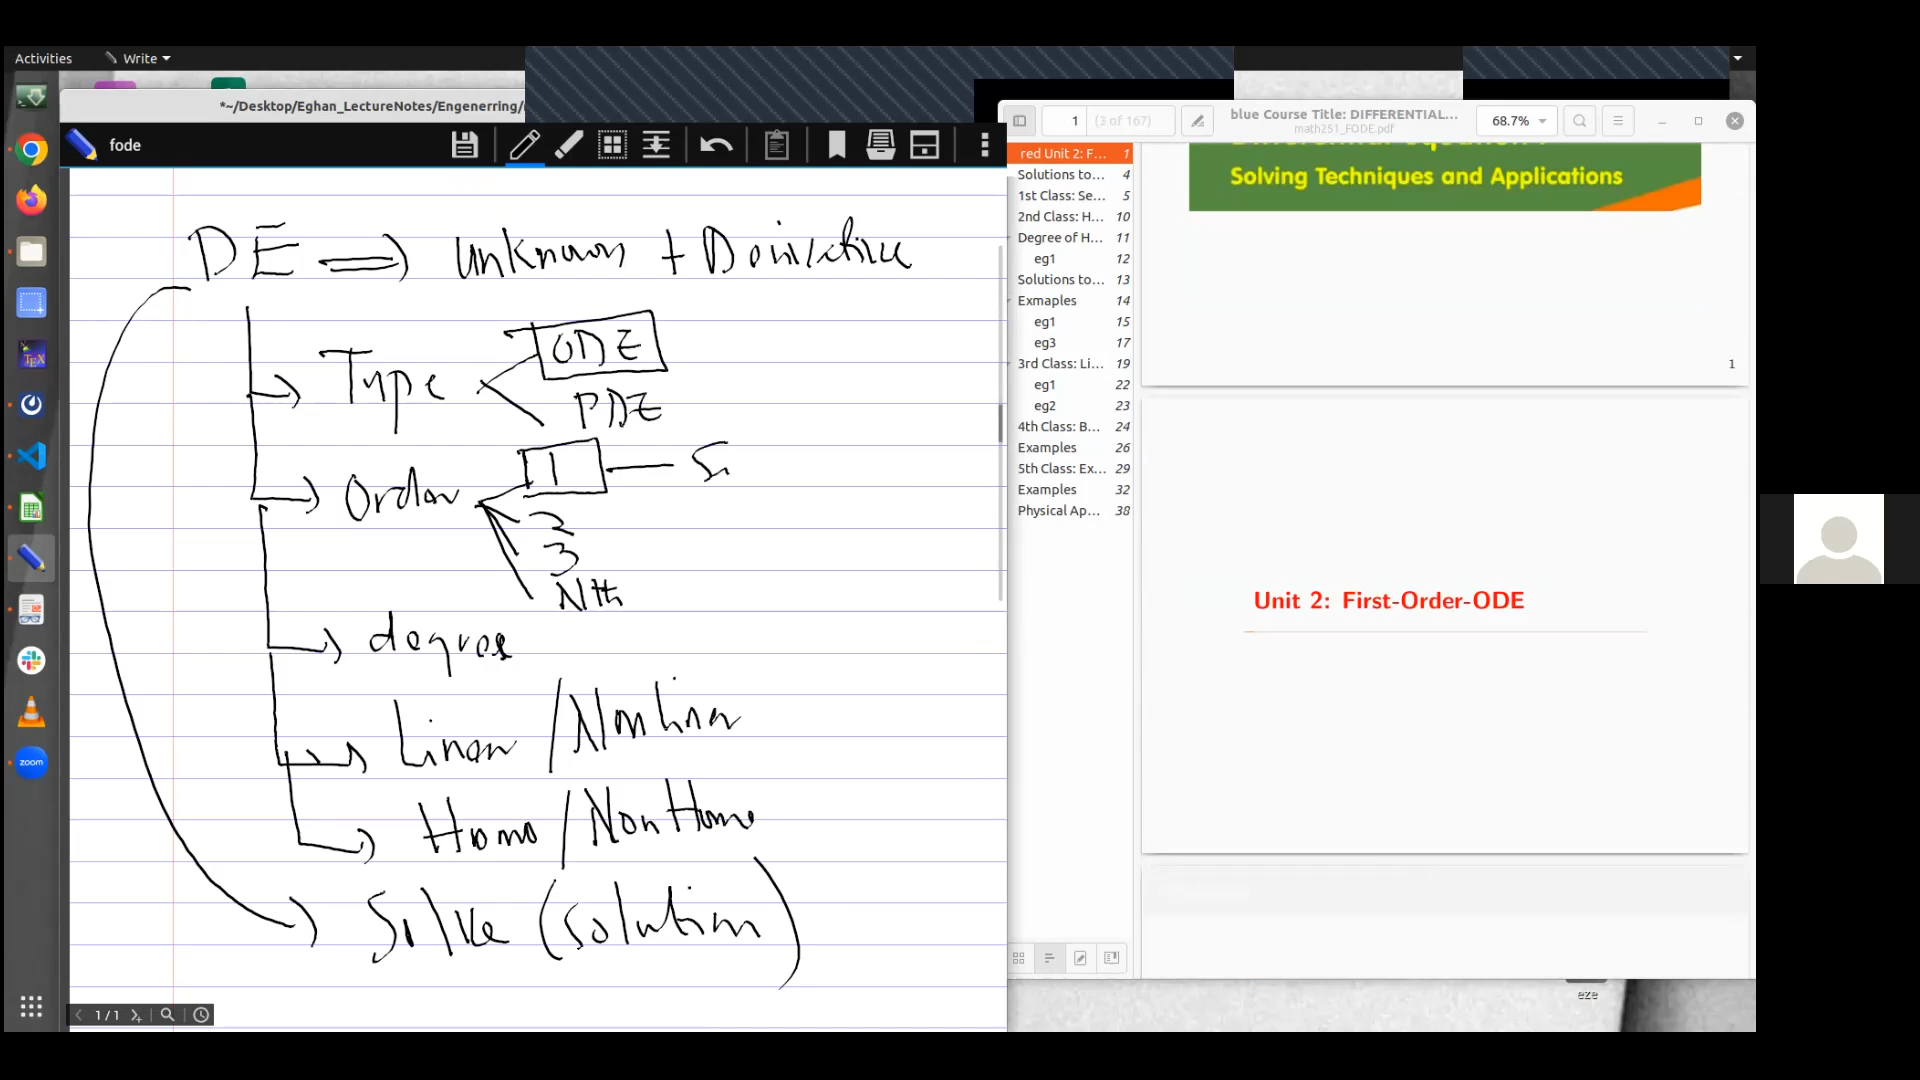 Activities
Write
*~/Desktop/Eghan_LectureNotes/Engenerring/
fode
DE ⟹ unknown + Derivative
Type
ODE
PDE
Order
1 — S
2
3
Nth
degree
Linear / Non Linear
Homo / Non Homo
Solve (solution)
1/1
zoom
1
(3 of 167)
blue Course Title: DIFFERENTIAL...
math251_FODE.pdf
68.7%
red Unit 2: F... 1
Solutions to... 4
1st Class: Se... 5
2nd Class: H... 10
Degree of H... 11
eg1 12
Solutions to... 13
Exmaples 14
eg1 15
eg3 17
3rd Class: Li... 19
eg1 22
eg2 23
4th Class: B... 24
Examples 26
5th Class: Ex... 29
Examples 32
Physical Ap... 38
Solving Techniques and Applications
1
Unit 2: First-Order-ODE
eze